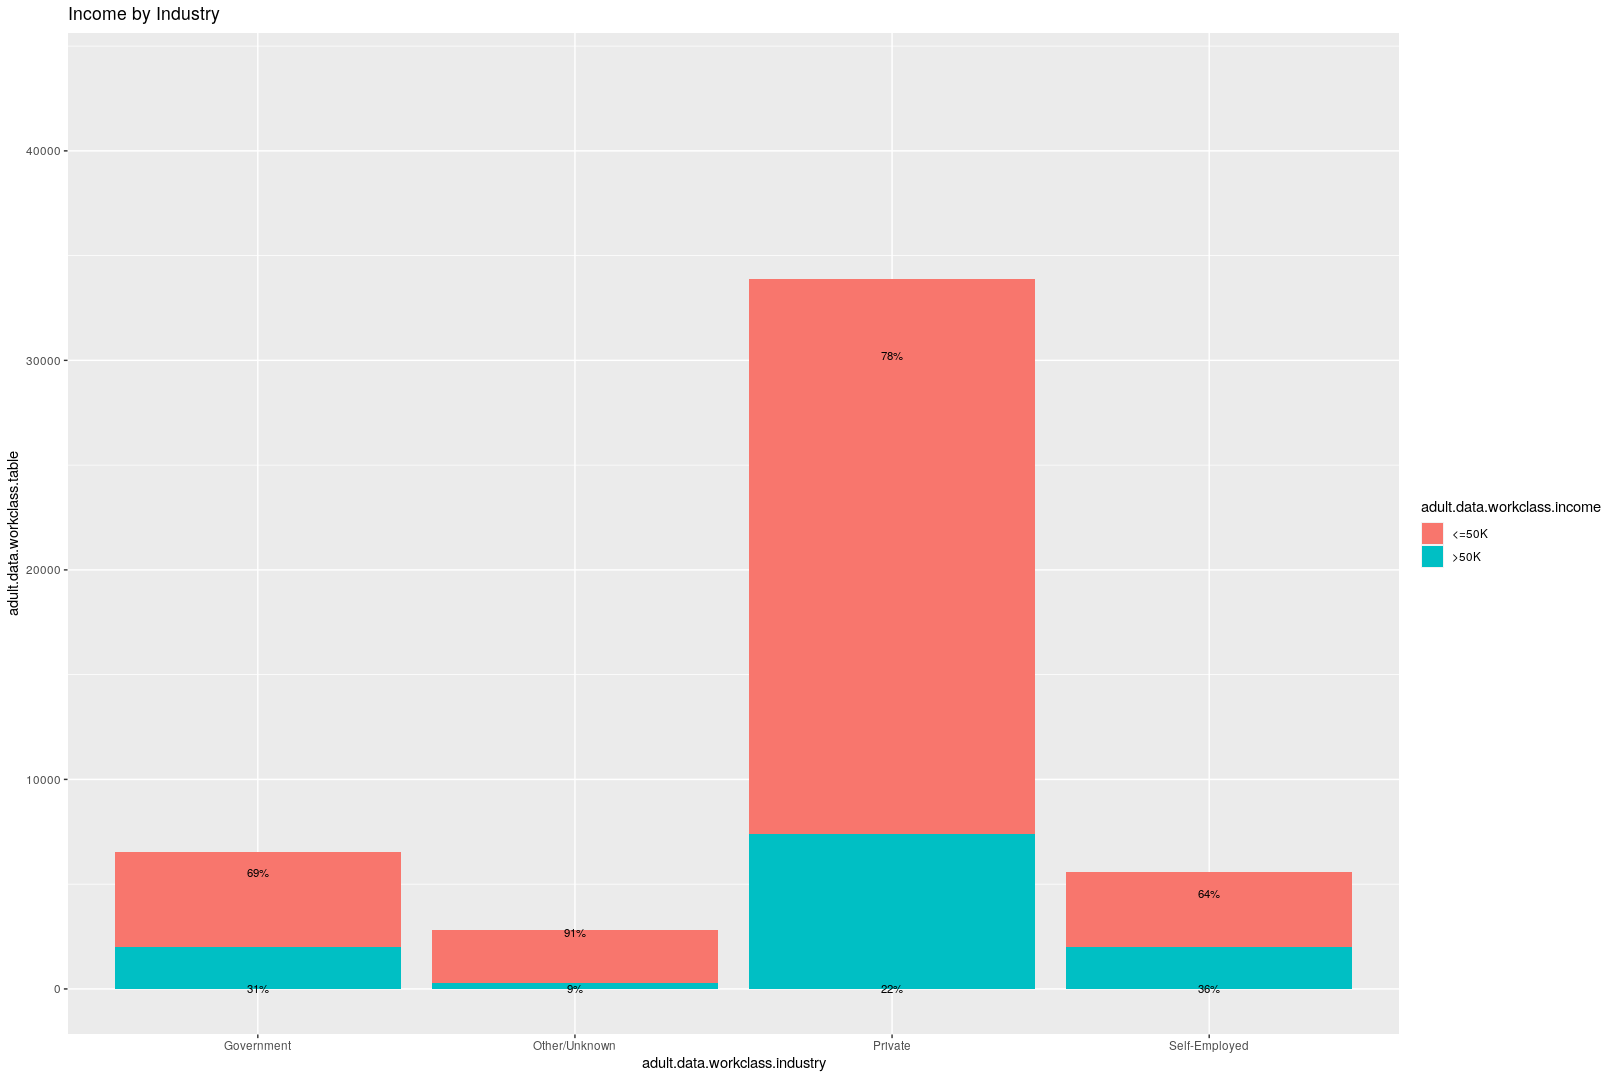 Income by Industry
adult.data.workclass.table
40000
30000
20000
10000
0
78%
69%
91%
64%
31%
9%
22%
36%
Government
Other/Unknown
Private
Self-Employed
adult.data.workclass.industry
adult.data.workclass.income
<=50K
>50K